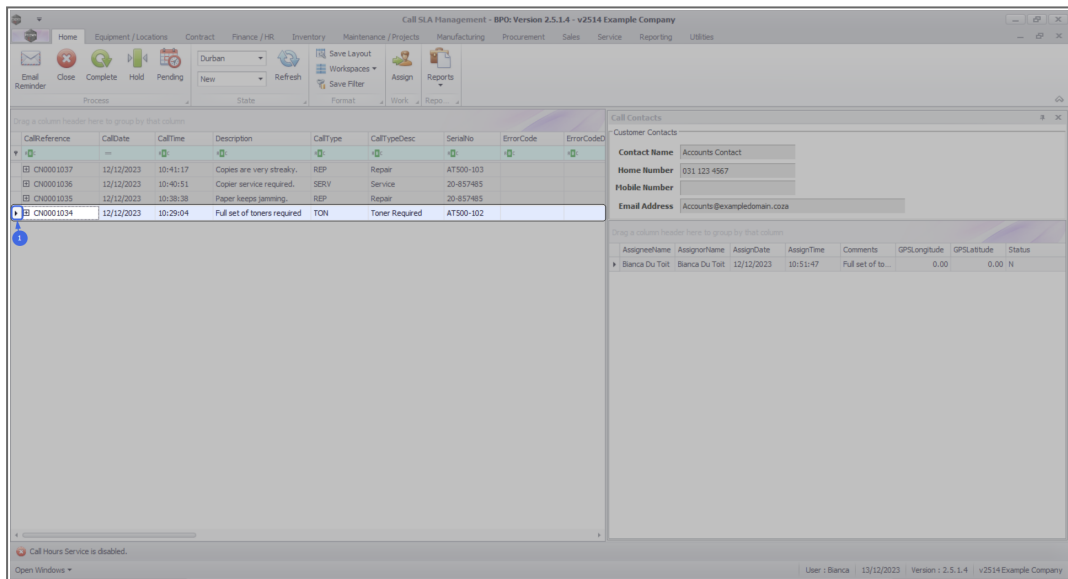 Call SLA Management - BPO: Version 2.5.1.4 - v2514 Example Company
Home Equipment / Locations Contract Finance / HR Inventory Maintenance / Projects Manufacturing Procurement Sales Service Reporting Utilities
Email Reminder Close Complete Hold Pending
Durban
New
Refresh
Save Layout
Workspaces
Save Filter
Assign Reports
Process State Format Work Repo...
Drag a column header here to group by that column
CallReference CallDate CallTime Description CallType CallTypeDesc SerialNo ErrorCode ErrorCodeD
CN0001037 12/12/2023 10:41:17 Copies are very streaky. REP Repair AT500-103
CN0001036 12/12/2023 10:40:51 Copier service required. SERV Service 20-857485
CN0001035 12/12/2023 10:38:38 Paper keeps jamming. REP Repair 20-857485
CN0001034 12/12/2023 10:29:04 Full set of toners required TON Toner Required AT500-102
1
Call Contacts
Customer Contacts
Contact Name Accounts Contact
Home Number 031 123 4567
Mobile Number
Email Address Accounts@exampledomain.coza
Drag a column header here to group by that column
AssigneeName AssignorName AssignDate AssignTime Comments GPSLongitude GPSLatitude Status
Bianca Du Toit Bianca Du Toit 12/12/2023 10:51:47 Full set of to... 0.00 0.00 N
Call Hours Service is disabled.
Open Windows
User : Bianca 13/12/2023 Version : 2.5.1.4 v2514 Example Company